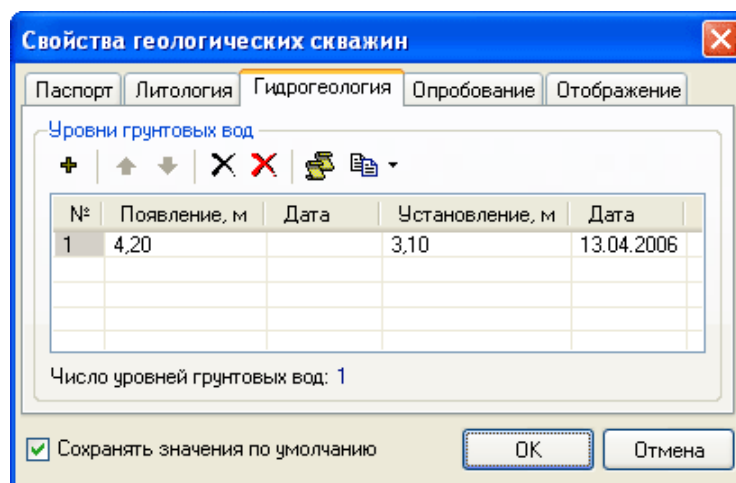 Свойства геологических скважин
Паспорт Литология Гидрогеология Опробование Отображение
Уровни грунтовых вод
№ Появление, м Дата Установление, м Дата
1 4,20 3,10 13.04.2006
Число уровней грунтовых вод: 1
Сохранять значения по умолчанию OK Отмена